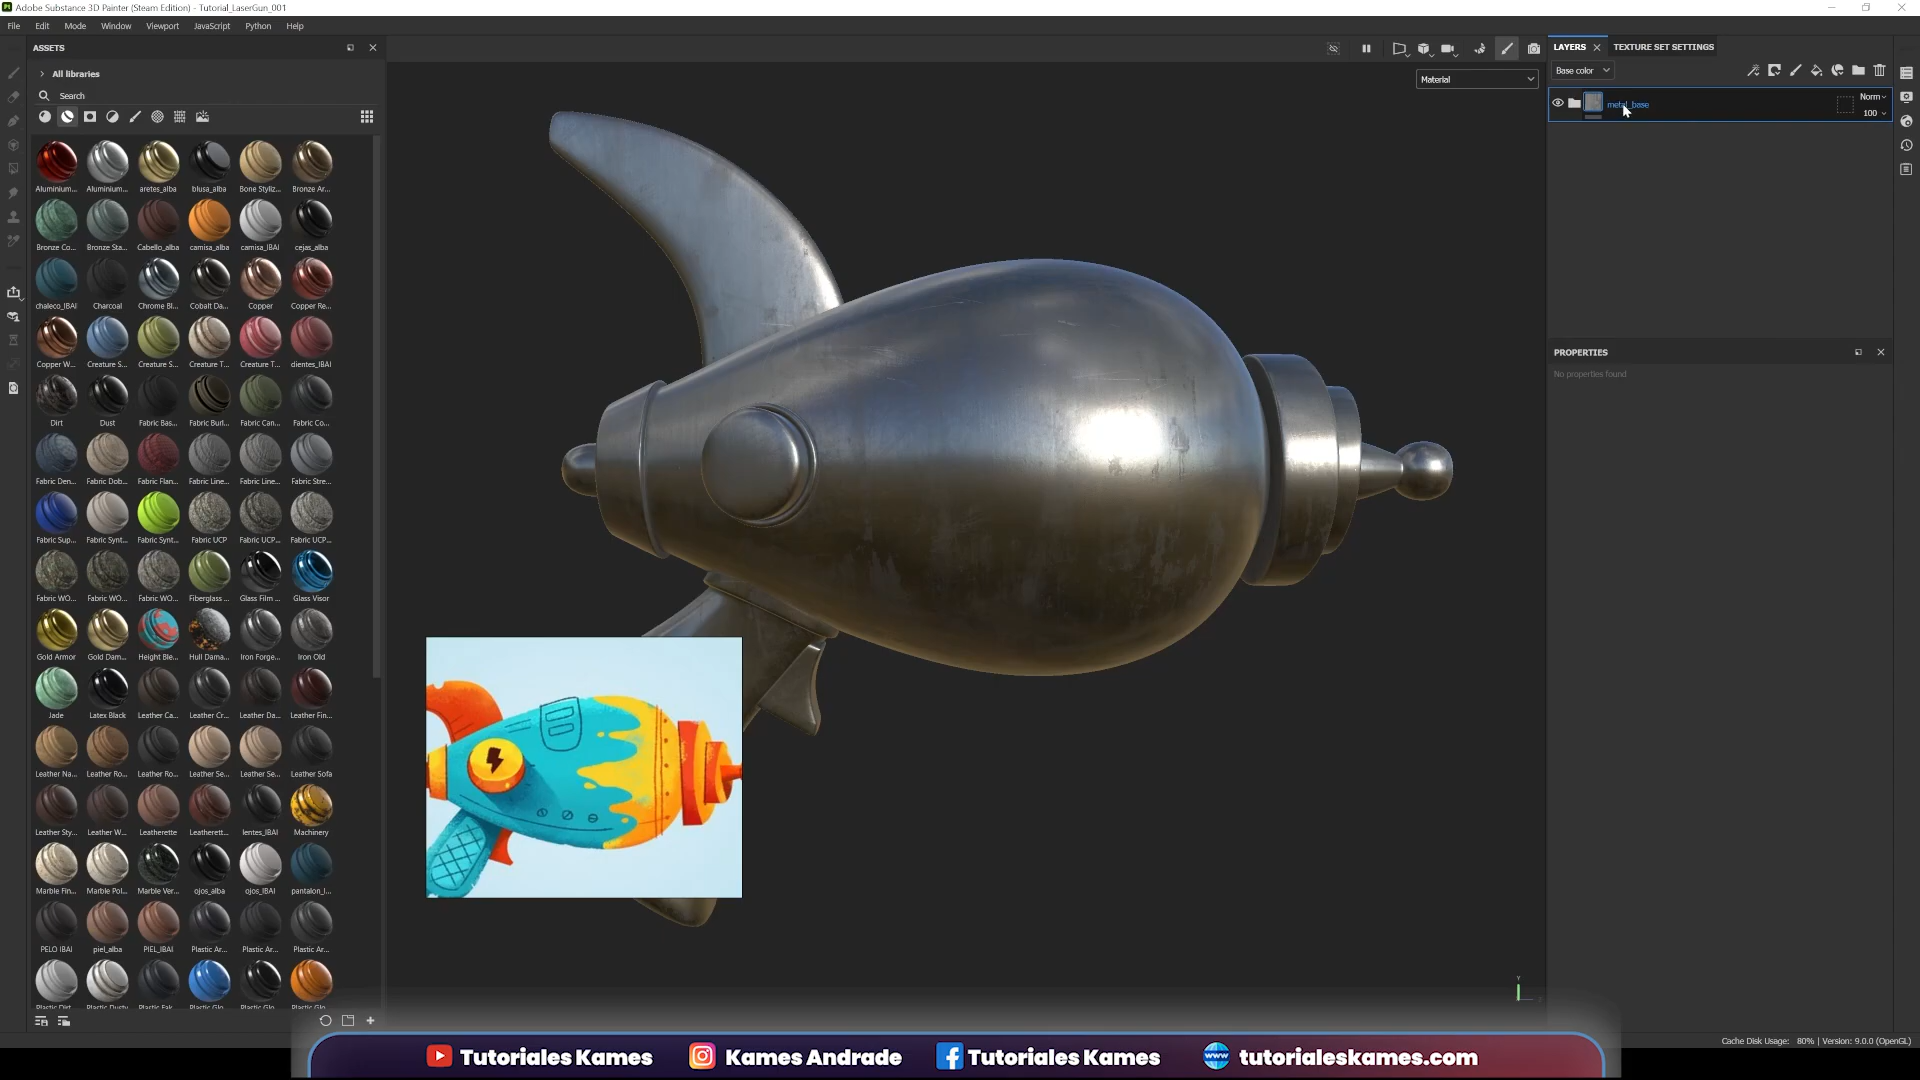 Adobe Substance 3D Painter (Steam Edition) - Tutorial_LaserGun_001
File Edit Mode Window Viewport JavaScript Python Help
ASSETS
All libraries
Search
Aluminium... Aluminium... aretes_alba blusa_alba Bone Styliz... Bronze Ar...
Bronze Co... Bronze Sta... Cabello_alba camisa_alba camisa_IBAI cejas_alba
chaleco_IBAI Charcoal Chrome Bl... Cobalt Da... Copper Copper Re...
Copper W... Creature S... Creature S... Creature T... Creature T... dientes_IBAI
Dirt Dust Fabric Bas... Fabric Burl... Fabric Can... Fabric Co...
Fabric Den... Fabric Dob... Fabric Flan... Fabric Line... Fabric Line... Fabric Stre...
Fabric Sup... Fabric Synt... Fabric Synt... Fabric UCP Fabric UCP... Fabric UCP...
Fabric WO... Fabric WO... Fabric WO... Fiberglass ... Glass Film ... Glass Visor
Gold Armor Gold Dam... Height Ble... Hull Dama... Iron Forge... Iron Old
Jade Latex Black Leather Ca... Leather Cr... Leather Da... Leather Fin...
Leather Na... Leather Ro... Leather Ro... Leather Se... Leather Se... Leather Sofa
Leather Sty... Leather W... Leatherette Leatherett... lentes_IBAI Machinery
Marble Fin... Marble Pol... Marble Ver... ojos_alba ojos_IBAI pantalon_I...
PELO IBAI piel_alba PIEL_IBAI Plastic Ar... Plastic Ar... Plastic Ar...
Material
LAYERS TEXTURE SET SETTINGS
Base color
metal_base
Norm
100
PROPERTIES
No properties found
Y
Cache Disk Usage: 80% | Version: 9.0.0 (OpenGL)
Tutoriales Kames Kames Andrade Tutoriales Kames www tutorialeskames.com